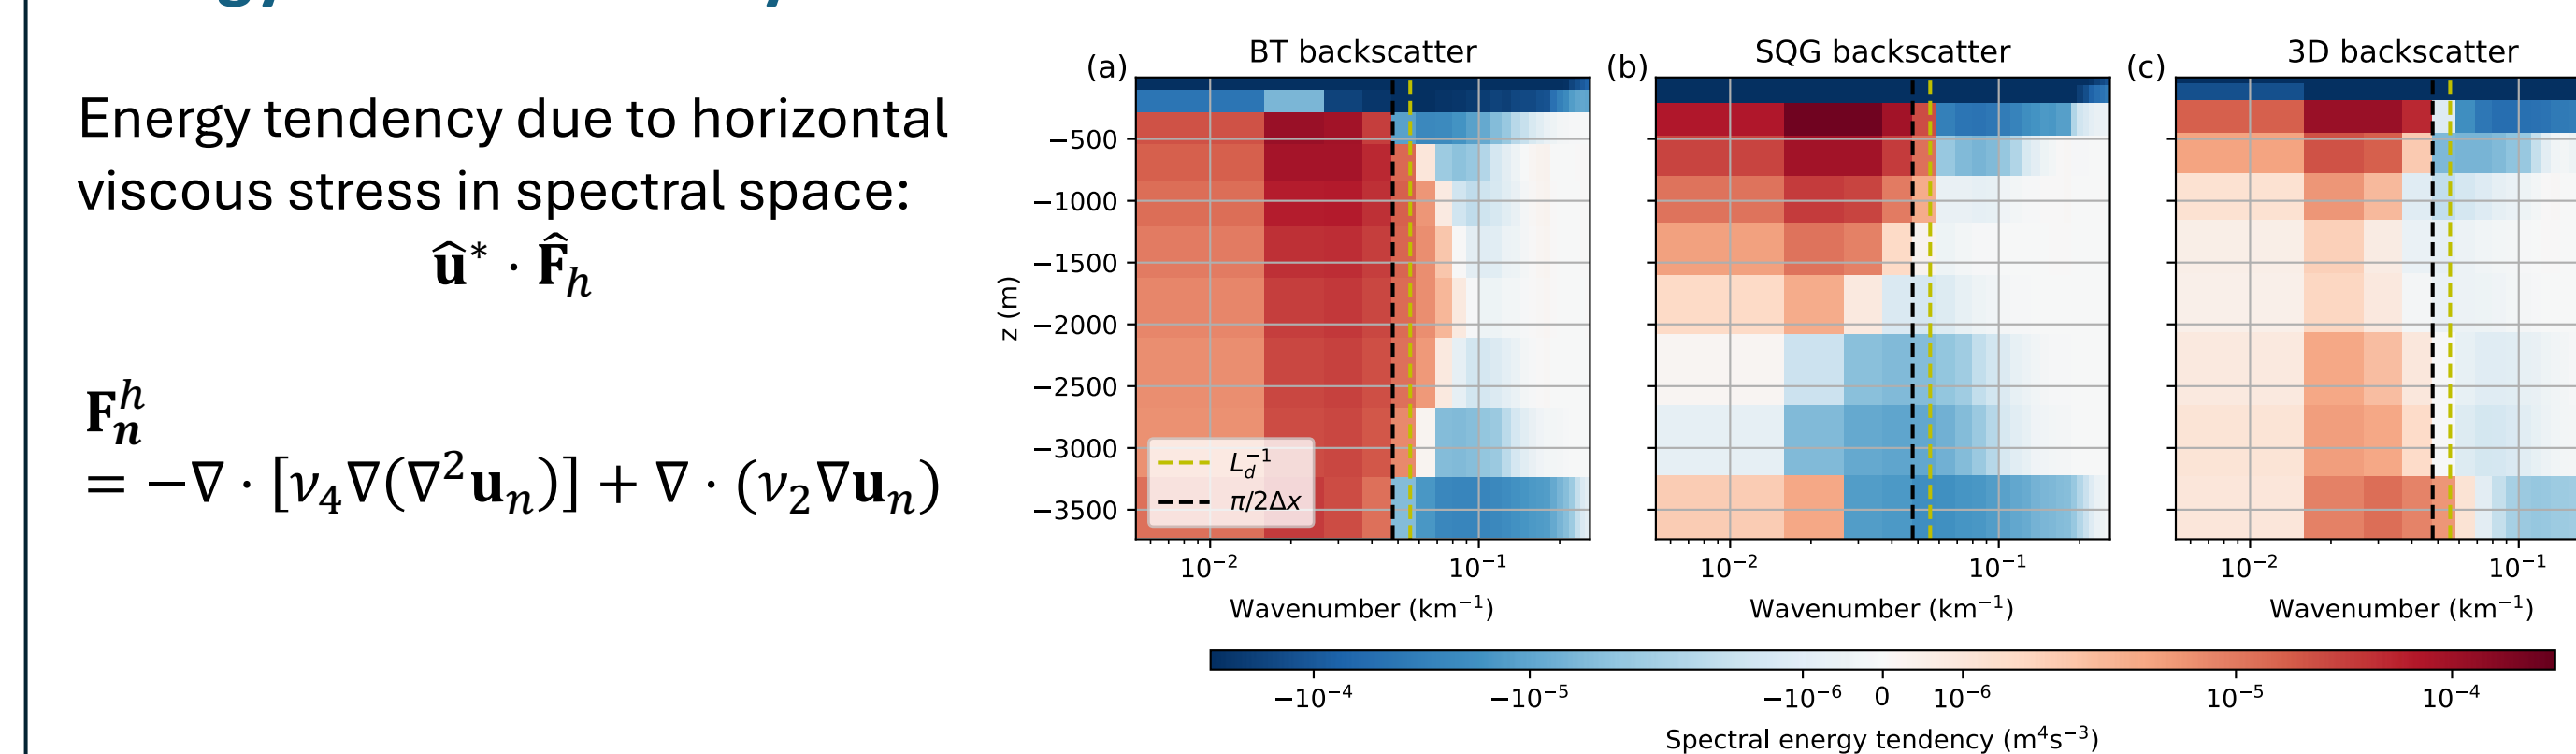 Energy tendency due to horizontal
viscous stress in spectral space:
û* · F̂ₕ
Fₙʰ
= −∇ · [ν₄∇(∇²uₙ)] + ∇ · (ν₂∇uₙ)
(a) BT backscatter
(b) SQG backscatter
(c) 3D backscatter
z (m)
−500
−1000
−1500
−2000
−2500
−3000
−3500
L_d⁻¹
π/2Δx
10⁻² 10⁻¹ 10⁻² 10⁻¹ 10⁻² 10⁻¹
Wavenumber (km⁻¹) Wavenumber (km⁻¹) Wavenumber (km⁻¹)
−10⁻⁴ −10⁻⁵ −10⁻⁶ 0 10⁻⁶ 10⁻⁵ 10⁻⁴
Spectral energy tendency (m⁴s⁻³)